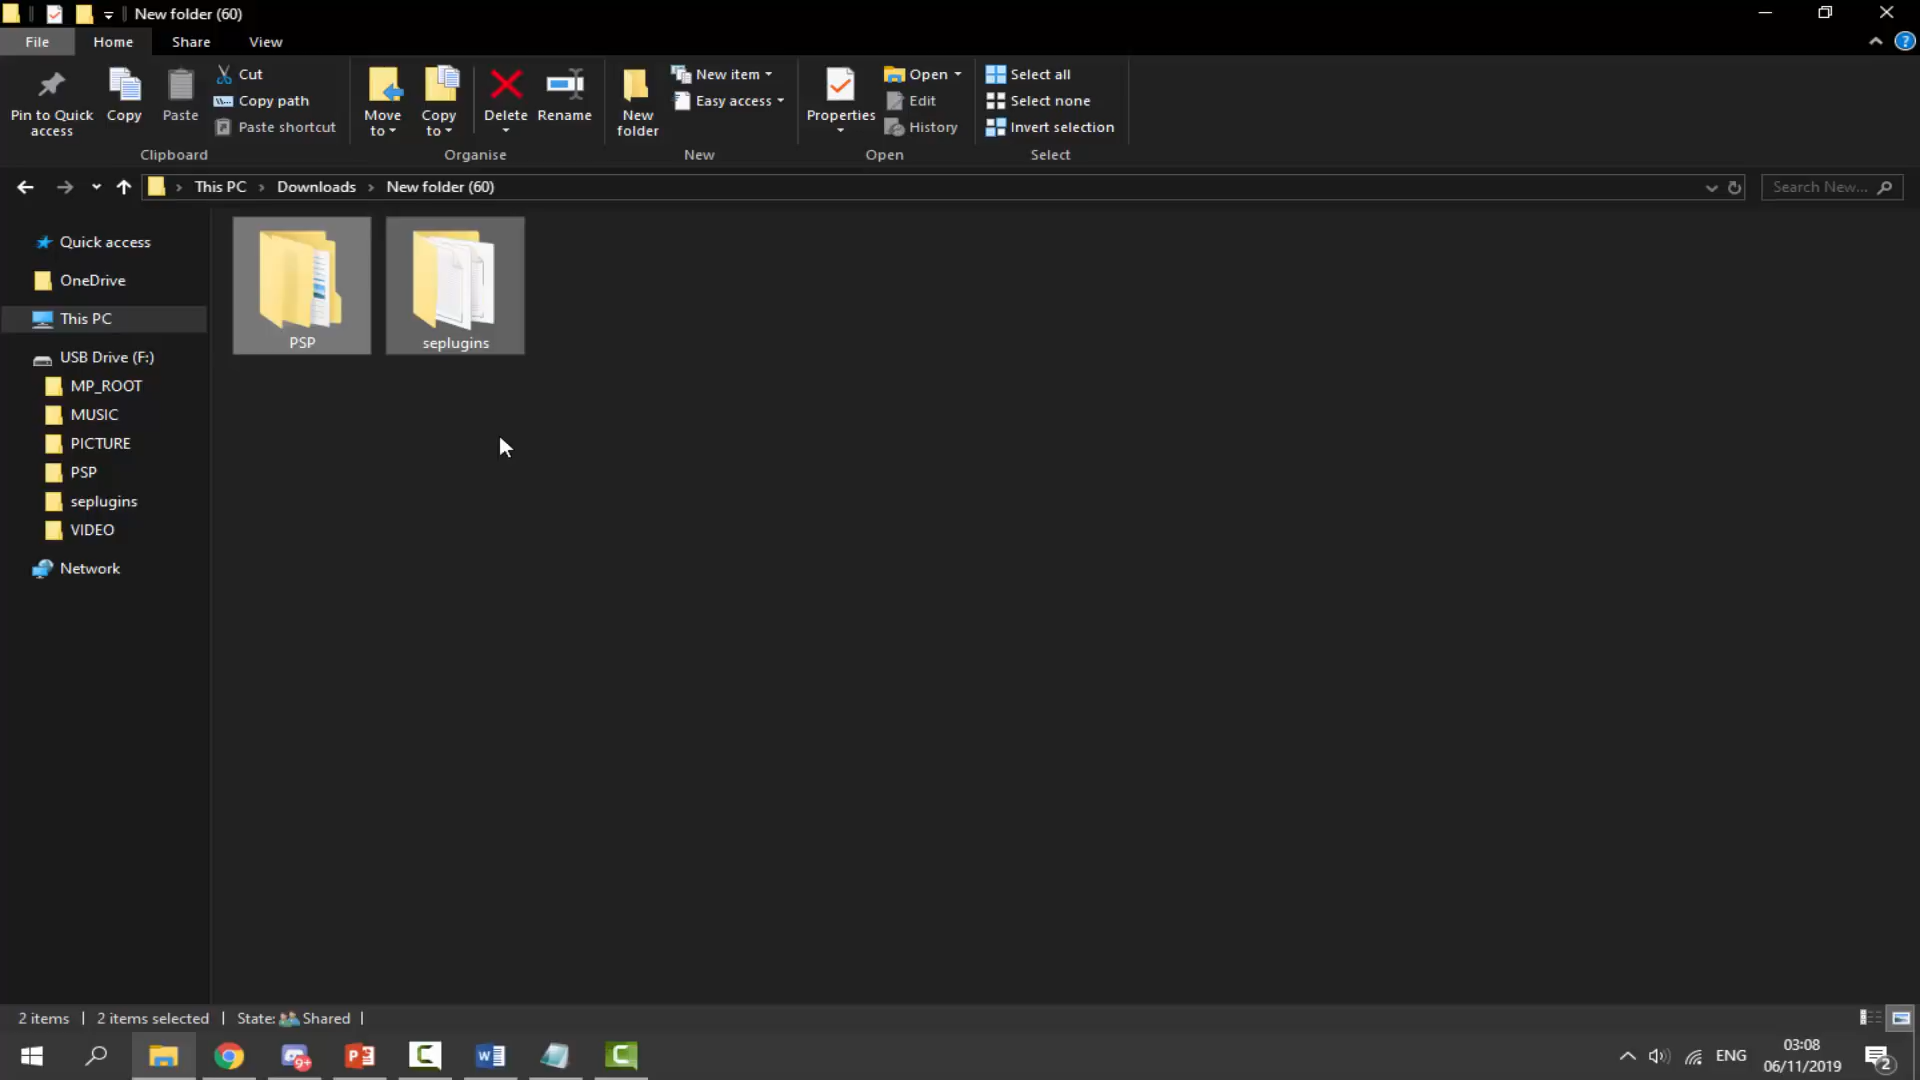 New folder (60)
File Home Share View
Pin to Quick access
Copy
Paste
Cut
Copy path
Paste shortcut
Clipboard
Move to
Copy to
Delete
Rename
Organise
New folder
New item
Easy access
New
Properties
Open
Edit
History
Open
Select all
Select none
Invert selection
Select
This PC > Downloads > New folder (60)
Search New...
Quick access
OneDrive
This PC
USB Drive (F:)
MP_ROOT
MUSIC
PICTURE
PSP
seplugins
VIDEO
Network
PSP
seplugins
2 items | 2 items selected | State: Shared |
9+
ENG
03:08
06/11/2019
2